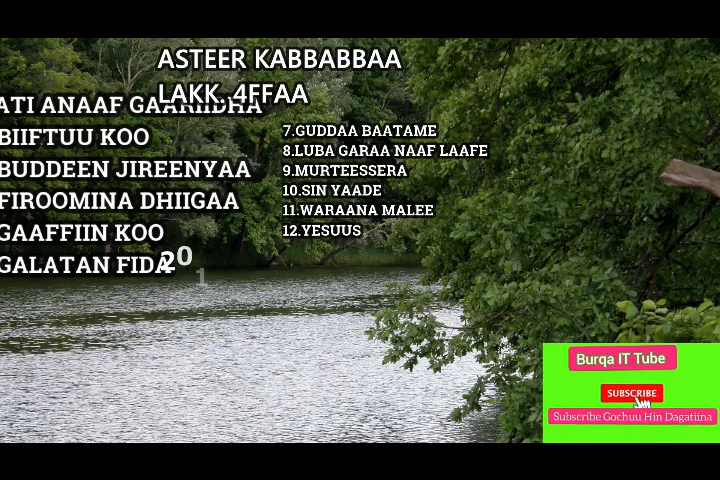 ASTEER KABBABBAA
LAKK. 4FFAA
ATI ANAAF GAARIIDHA
BIIFTUU KOO
BUDDEEN JIREENYAA
FIROOMINA DHIIGAA
GAAFFIIN KOO
GALATAN FIDA
20
1
7.GUDDAA BAATAME
8.LUBA GARAA NAAF LAAFE
9.MURTEESSERA
10.SIN YAADE
11.WARAANA MALEE
12.YESUUS
Burqa IT Tube
SUBSCRIBE
Subscribe Gochuu Hin Dagatiina